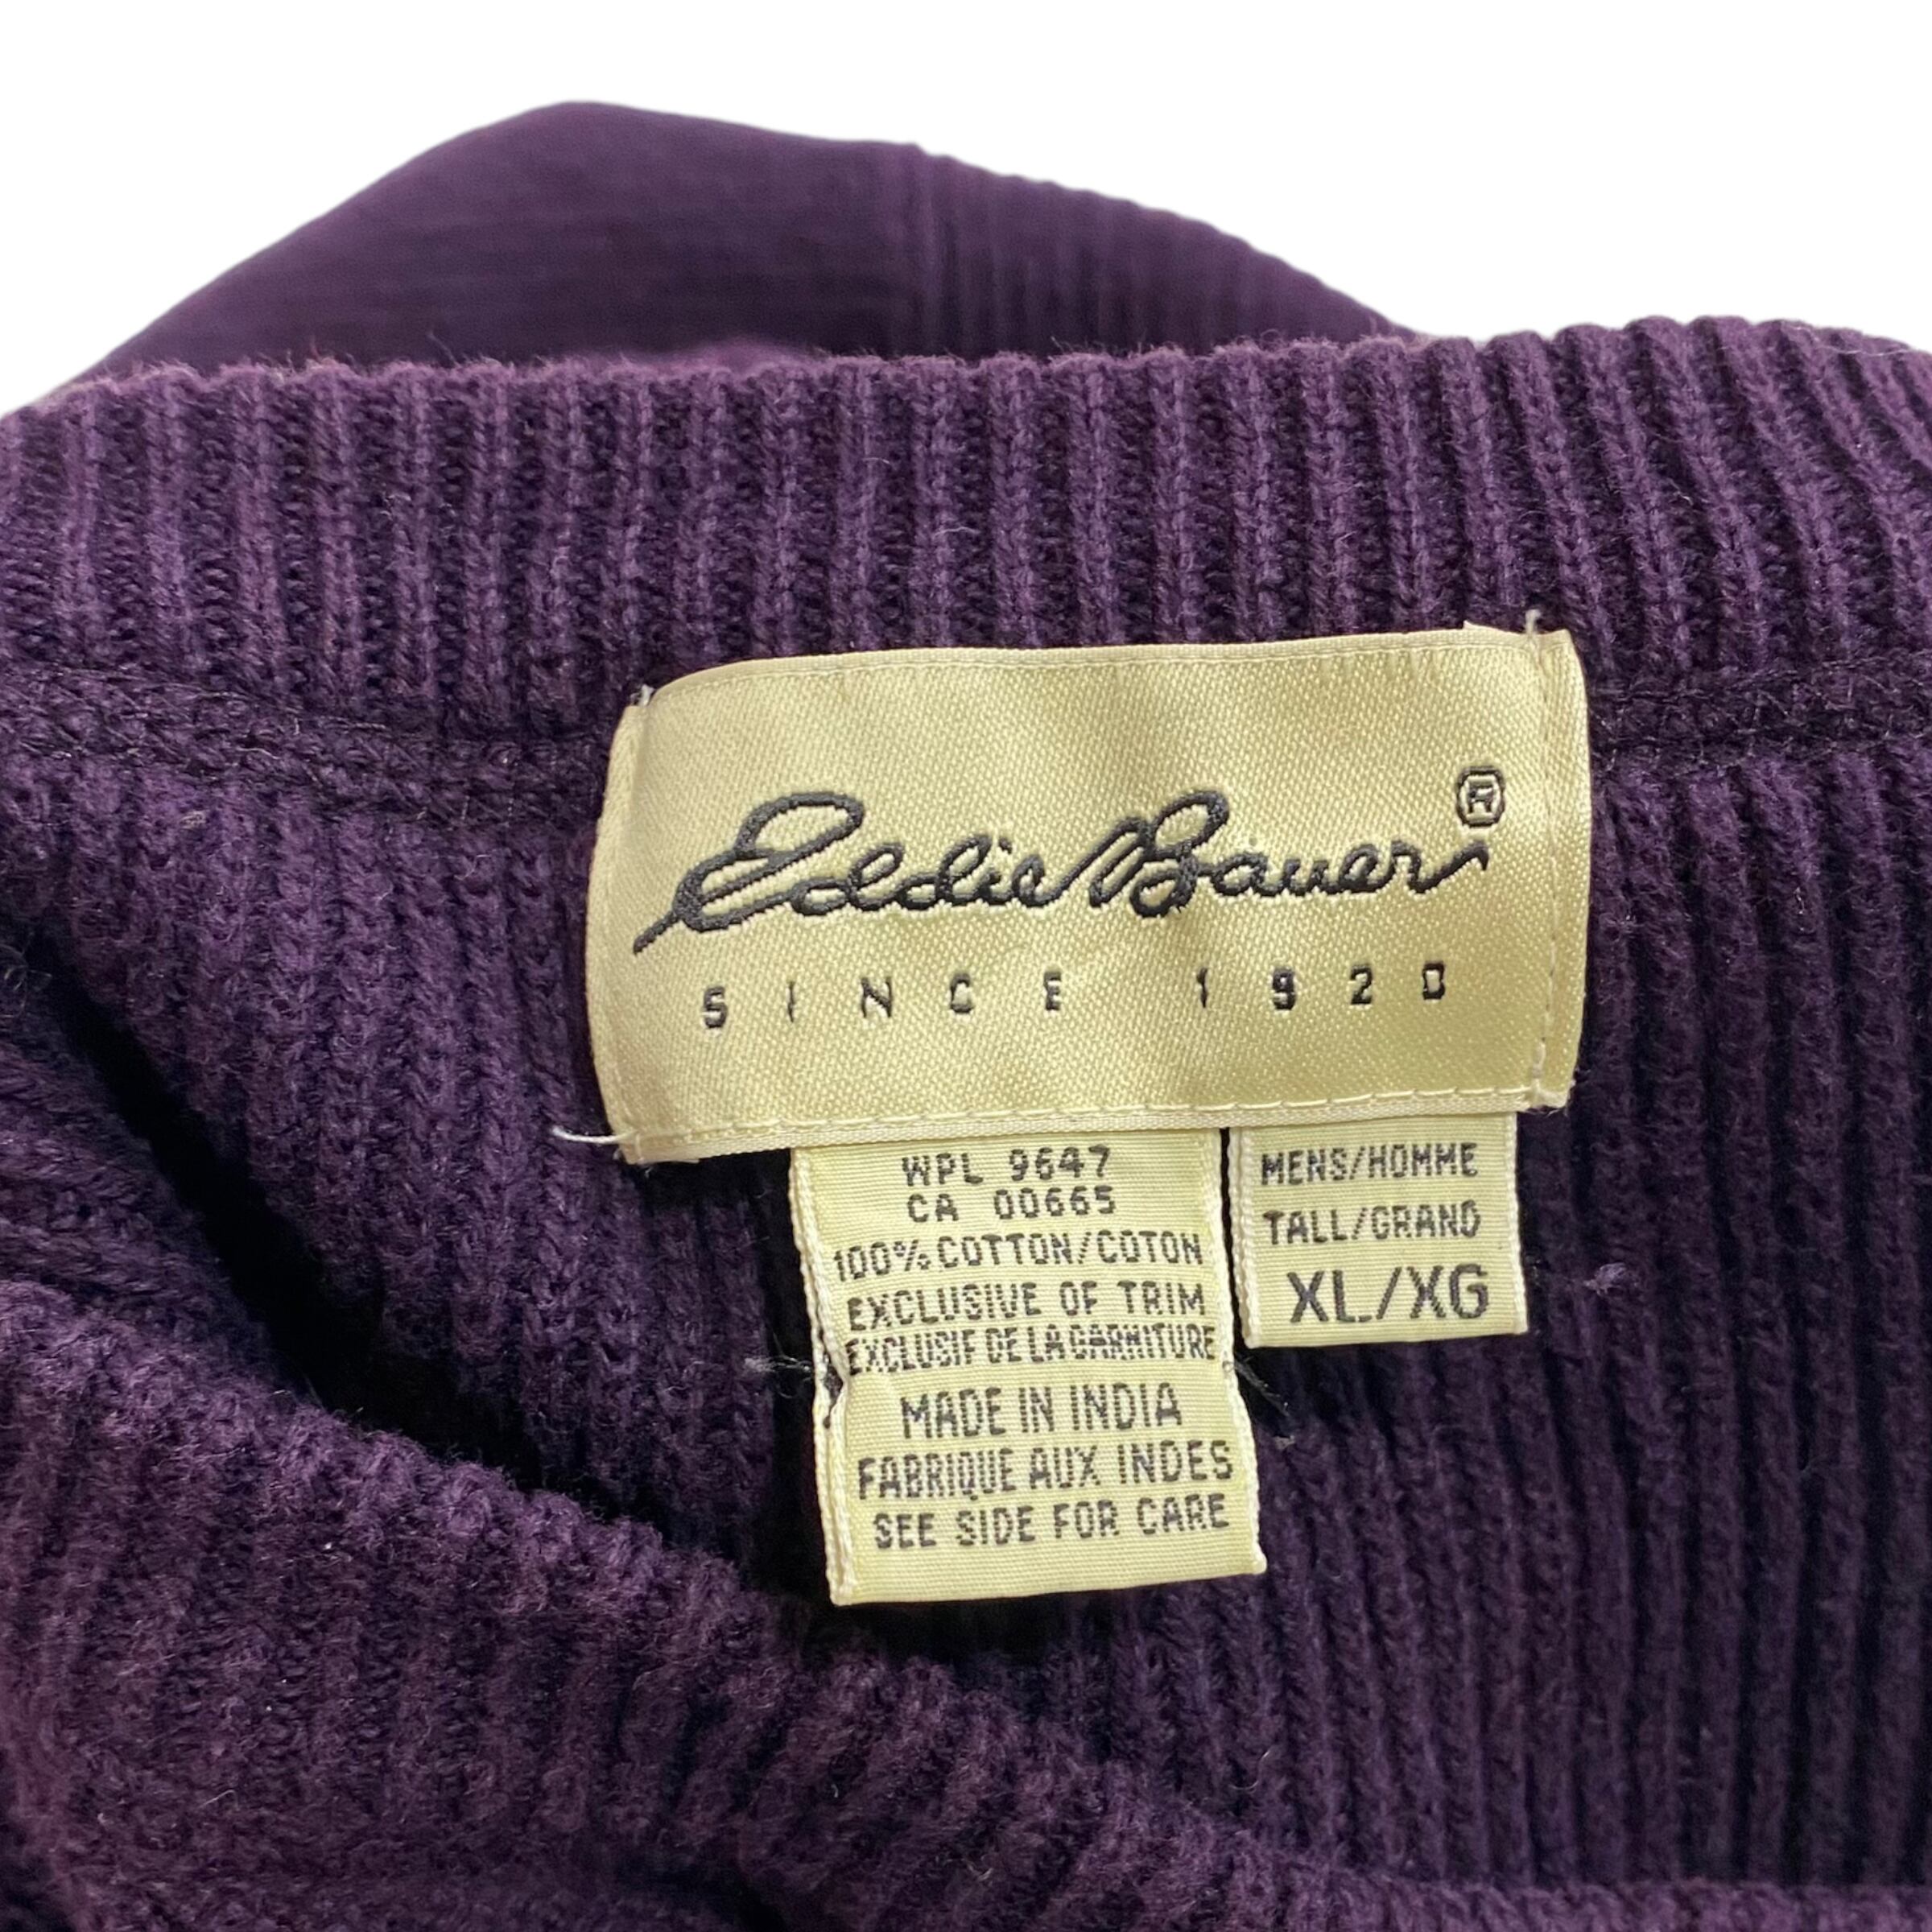 Eddie Bauer®
SINCE 1920
WPL 9647
CA 00665
100% COTTON/COTON
EXCLUSIVE OF TRIM
EXCLUSIF DE LA GARNITURE
MADE IN INDIA
FABRIQUE AUX INDES
SEE SIDE FOR CARE
MENS/HOMME
TALL/GRAND
XL/XG